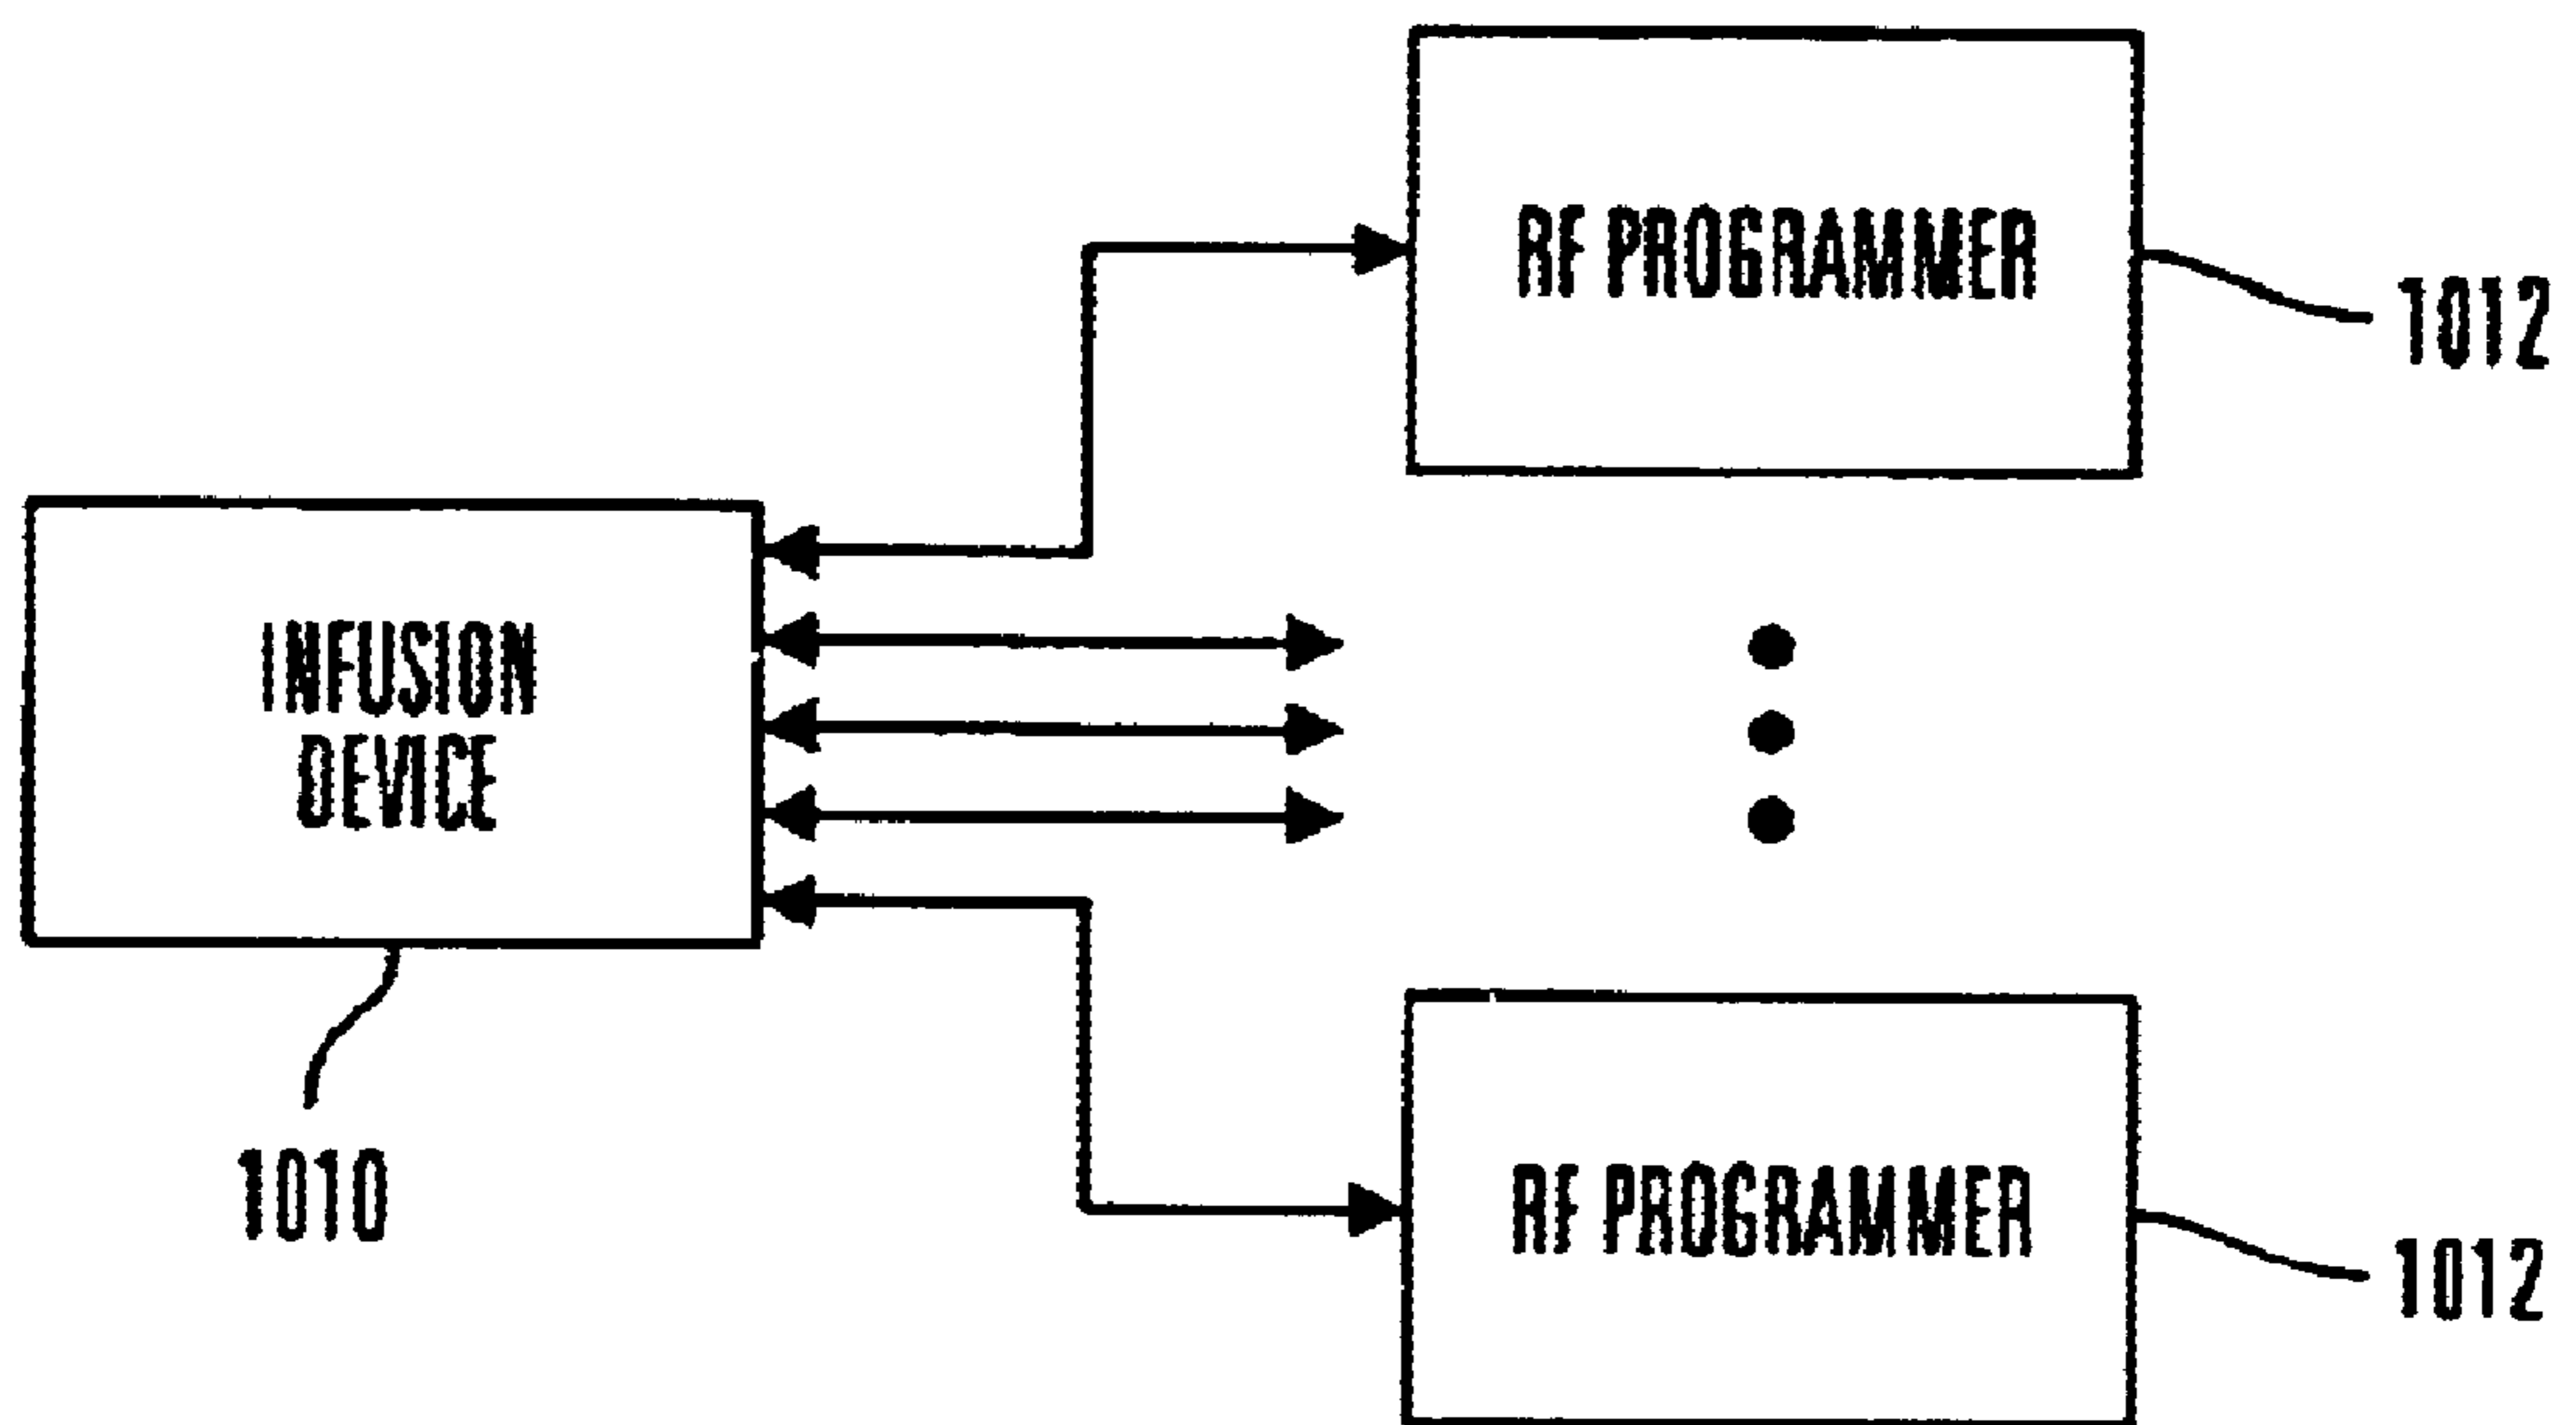 RF PROGRAMMER
1012
INFUSION
DEVICE
1010
RF PROGRAMMER
1012